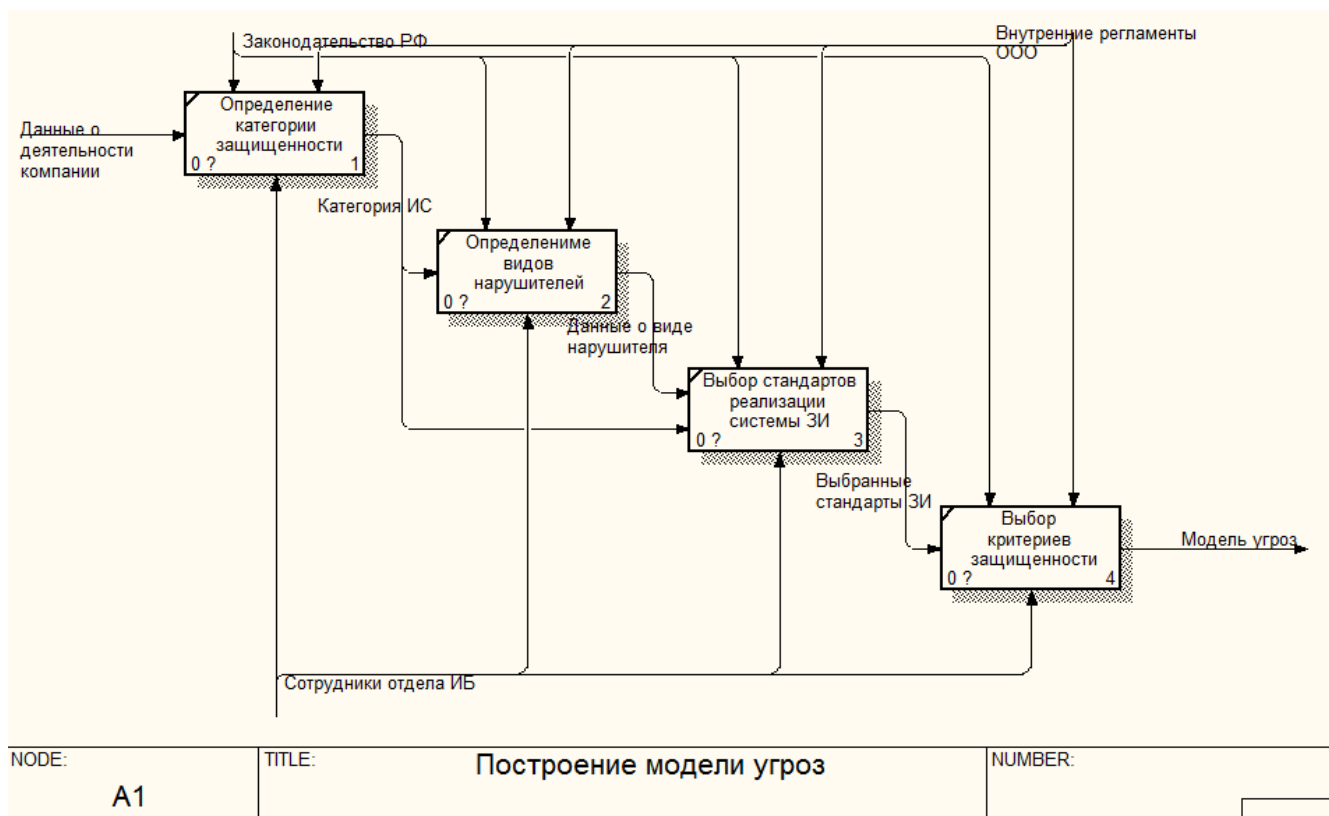 Законодательство РФ
Внутренние регламенты
ООО
Определение
категории
защищенности
0 ?
1
Данные о
деятельности
компании
Категория ИС
Определениме
видов
нарушителей
0 ?
2
Данные о виде
нарушителя
Выбор стандартов
реализации
системы ЗИ
0 ?
3
Выбранные
стандарты ЗИ
Выбор
критериев
защищенности
0 ?
4
Модель угроз
Сотрудники отдела ИБ
NODE:
A1
TITLE:
Построение модели угроз
NUMBER: